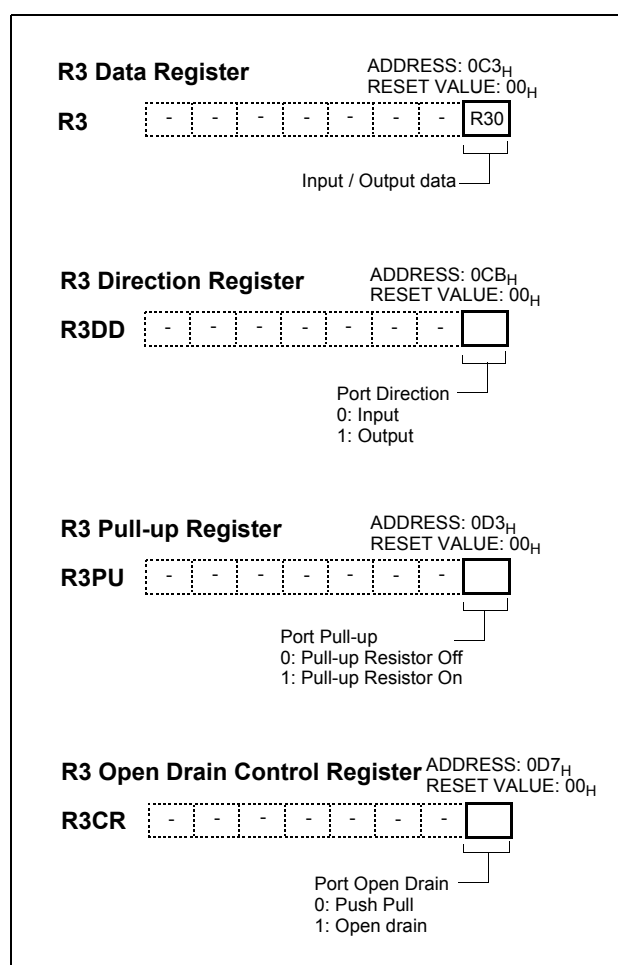 R3 Data Register ADDRESS: 0C3H
RESET VALUE: 00H
R3 - - - - - - - R30
Input / Output data
R3 Direction Register ADDRESS: 0CBH
RESET VALUE: 00H
R3DD - - - - - - -
Port Direction
0: Input
1: Output
R3 Pull-up Register ADDRESS: 0D3H
RESET VALUE: 00H
R3PU - - - - - - -
Port Pull-up
0: Pull-up Resistor Off
1: Pull-up Resistor On
R3 Open Drain Control Register ADDRESS: 0D7H
RESET VALUE: 00H
R3CR - - - - - - -
Port Open Drain
0: Push Pull
1: Open drain